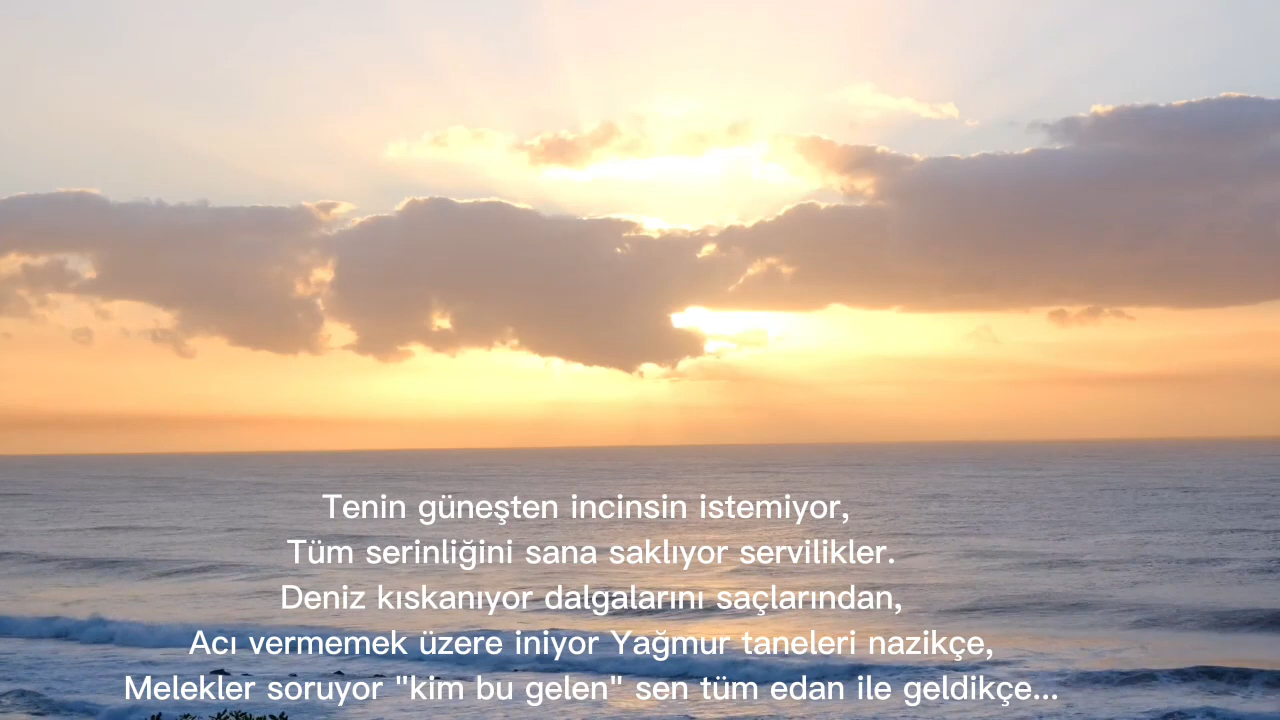 Tenin güneşten incinsin istemiyor,
Tüm serinliğini sana saklıyor servilikler.
Deniz kıskanıyor dalgalarını saçlarından,
Acı vermemek üzere iniyor Yağmur taneleri nazikçe,
Melekler soruyor "kim bu gelen" sen tüm edan ile geldikçe...